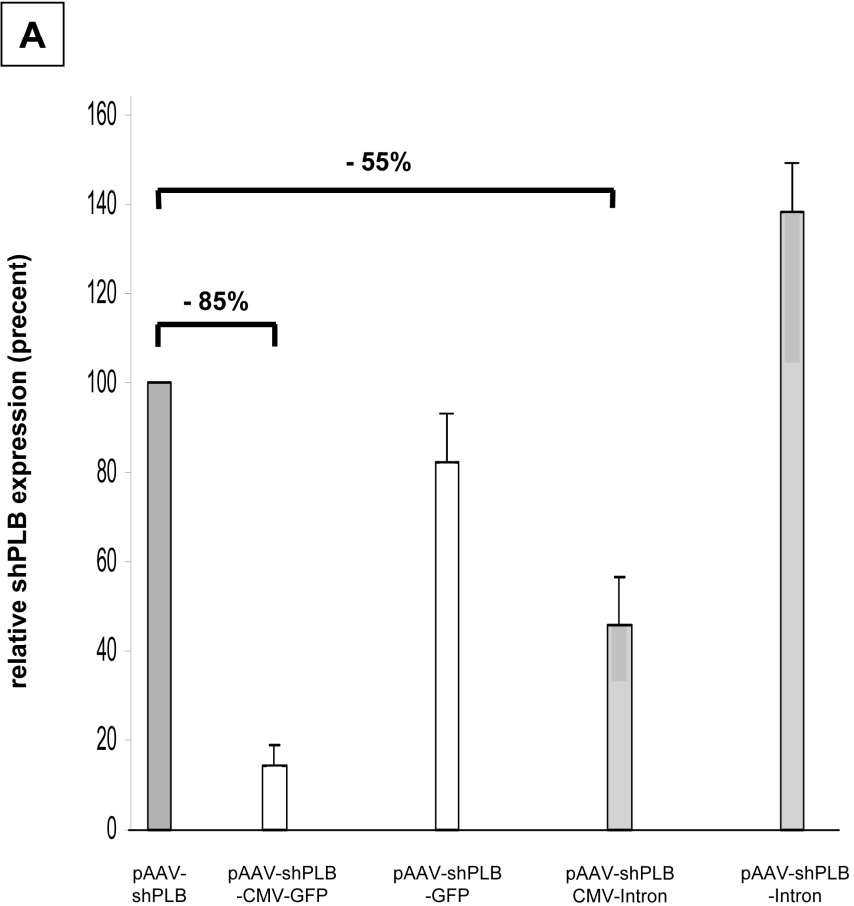 A
160
140
120
100
80
60
40
20
0
relative shPLB expression (precent)
- 55%
- 85%
pAAV-
shPLB
pAAV-shPLB
-CMV-GFP
pAAV-shPLB
-GFP
pAAV-shPLB
CMV-Intron
pAAV-shPLB
-Intron